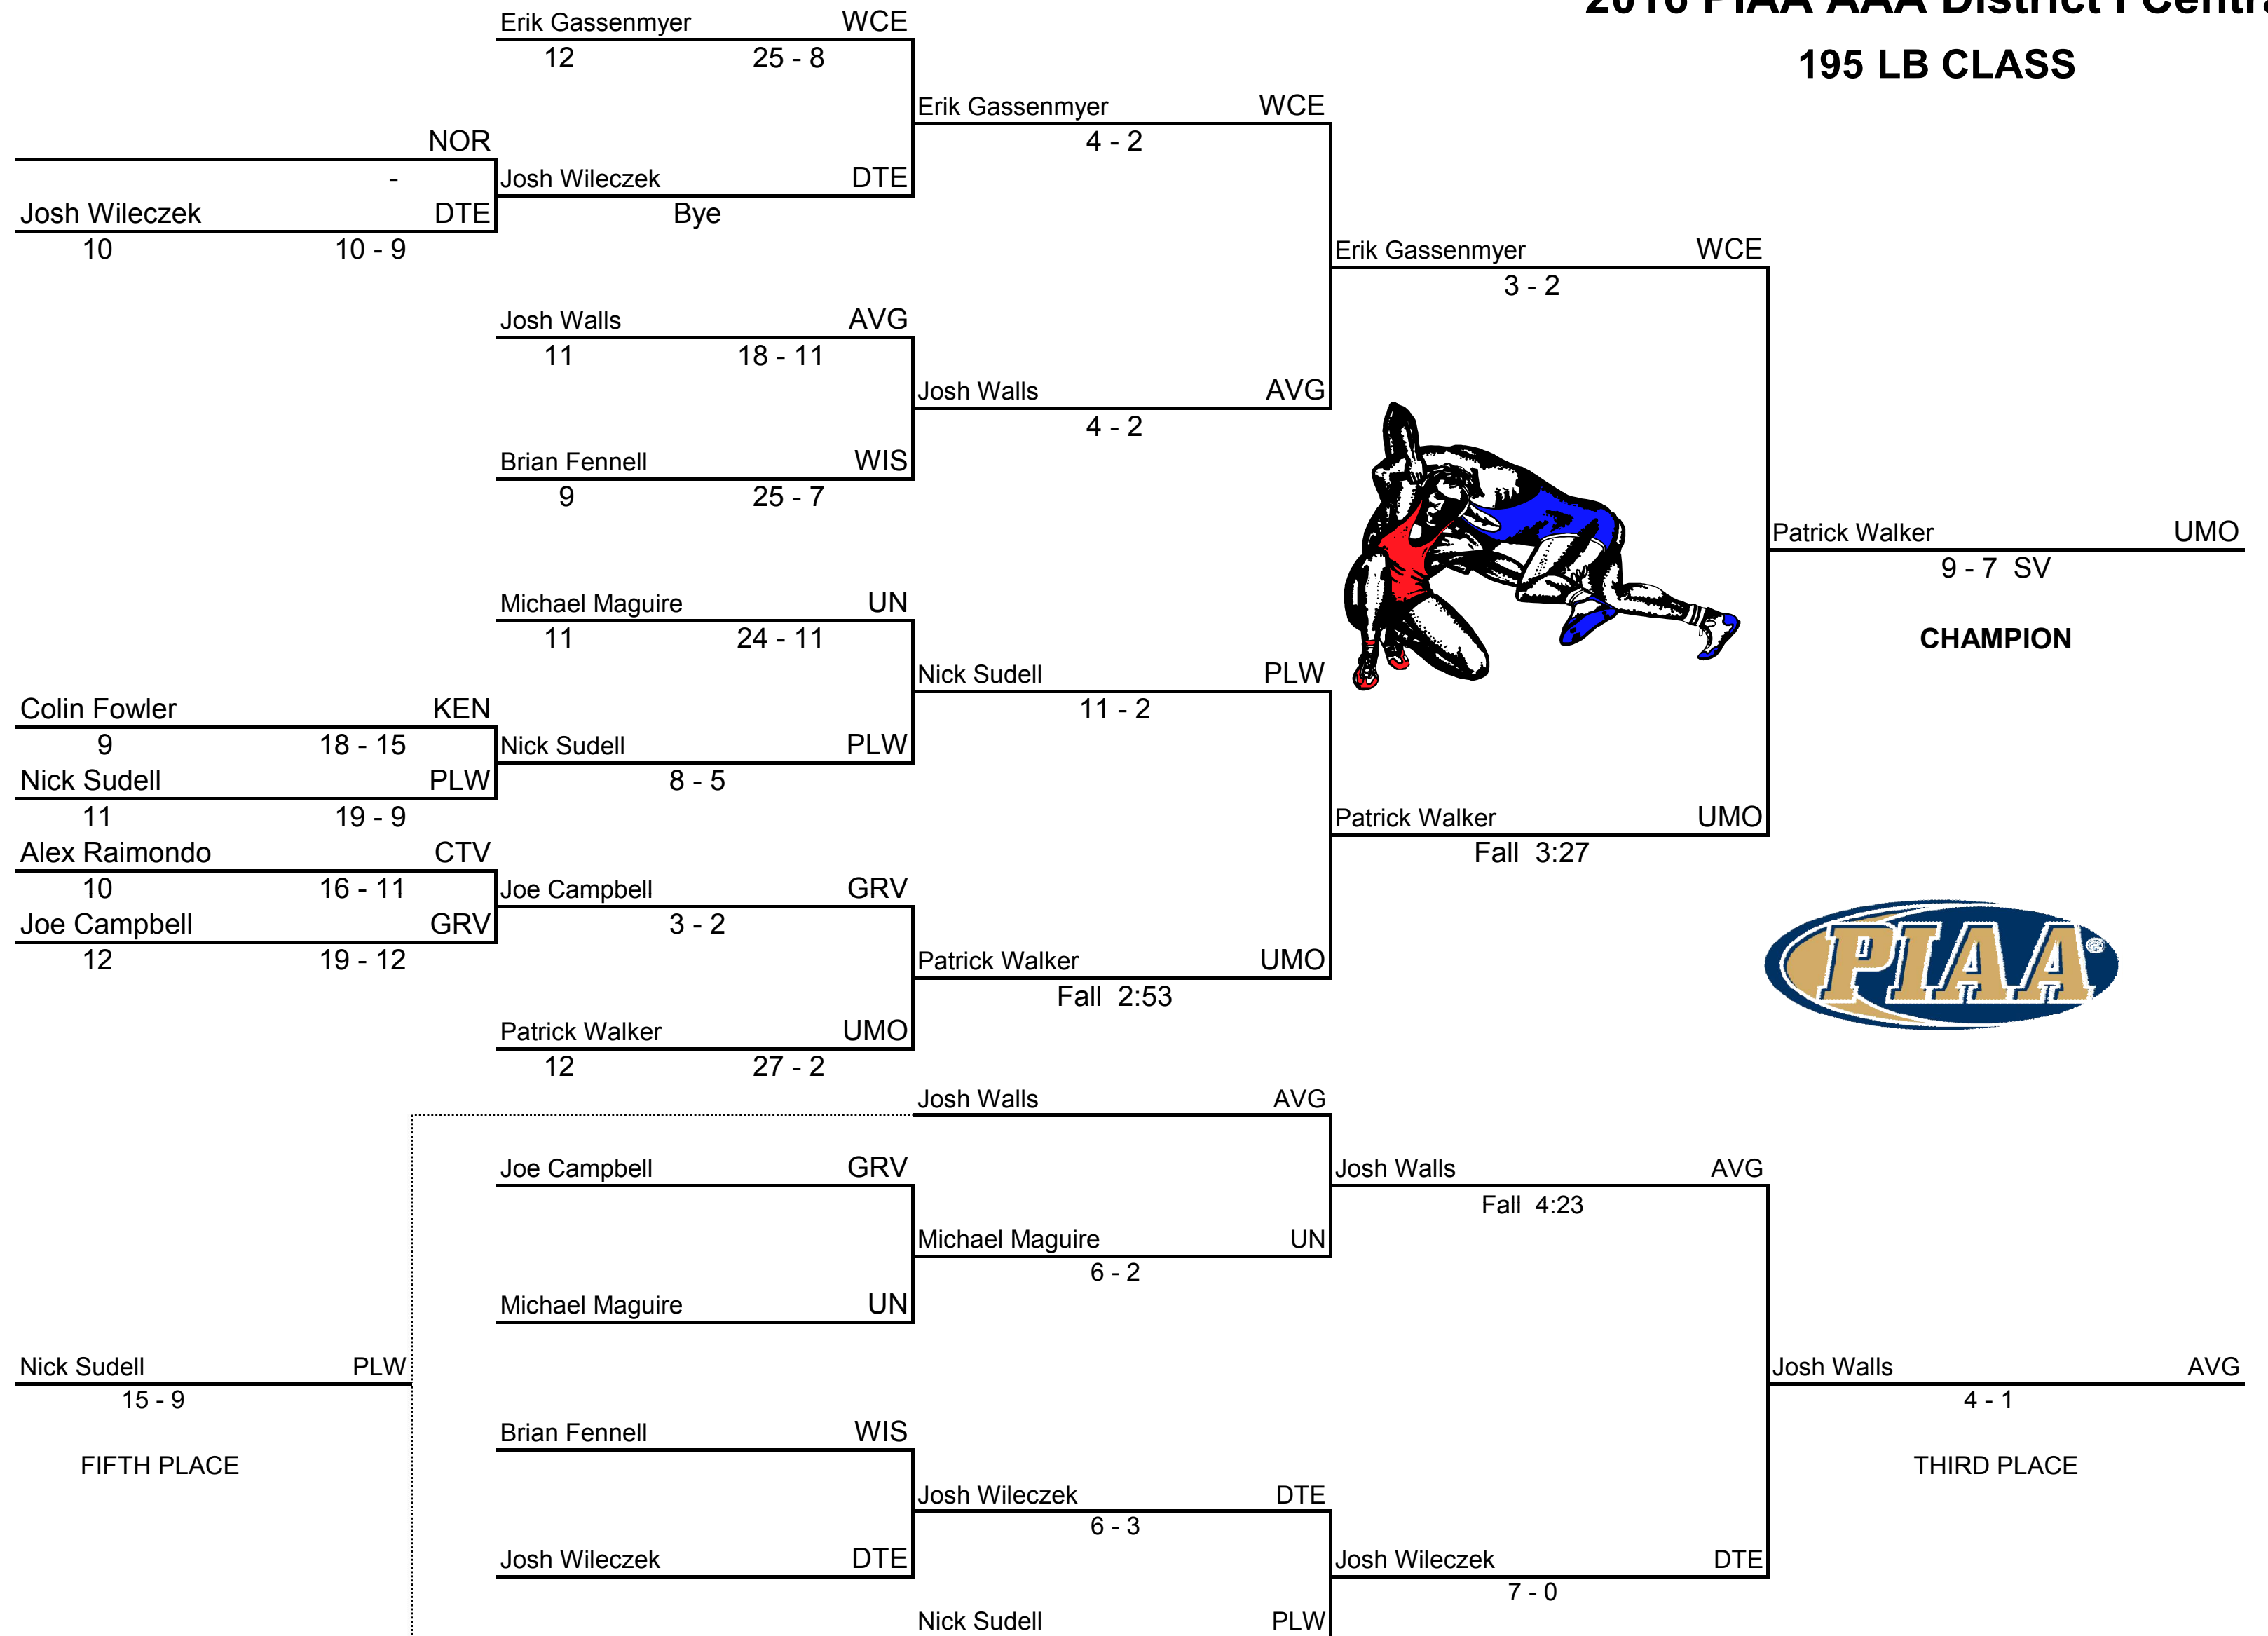 2016 PIAA AAA District I Centra
195 LB CLASS
Erik Gassenmyer WCE
12 25 - 8
Erik Gassenmyer WCE
4 - 2
NOR
-
Josh Wileczek DTE
Bye
Josh Wileczek DTE
10 10 - 9
Erik Gassenmyer WCE
3 - 2
Josh Walls AVG
11 18 - 11
Josh Walls AVG
4 - 2
Brian Fennell WIS
9 25 - 7
Patrick Walker UMO
9 - 7 SV
CHAMPION
Michael Maguire UN
11 24 - 11
Nick Sudell PLW
11 - 2
Colin Fowler KEN
9 18 - 15
Nick Sudell PLW
8 - 5
Nick Sudell PLW
11 19 - 9
Patrick Walker UMO
Fall 3:27
Alex Raimondo CTV
10 16 - 11
Joe Campbell GRV
3 - 2
Joe Campbell GRV
12 19 - 12
PIAA®
Patrick Walker UMO
Fall 2:53
Patrick Walker UMO
12 27 - 2
Josh Walls AVG
Joe Campbell GRV
Josh Walls AVG
Fall 4:23
Michael Maguire UN
6 - 2
Michael Maguire UN
Nick Sudell PLW
15 - 9
FIFTH PLACE
Josh Walls AVG
4 - 1
THIRD PLACE
Brian Fennell WIS
Josh Wileczek DTE
6 - 3
Josh Wileczek DTE
Josh Wileczek DTE
7 - 0
Nick Sudell PLW